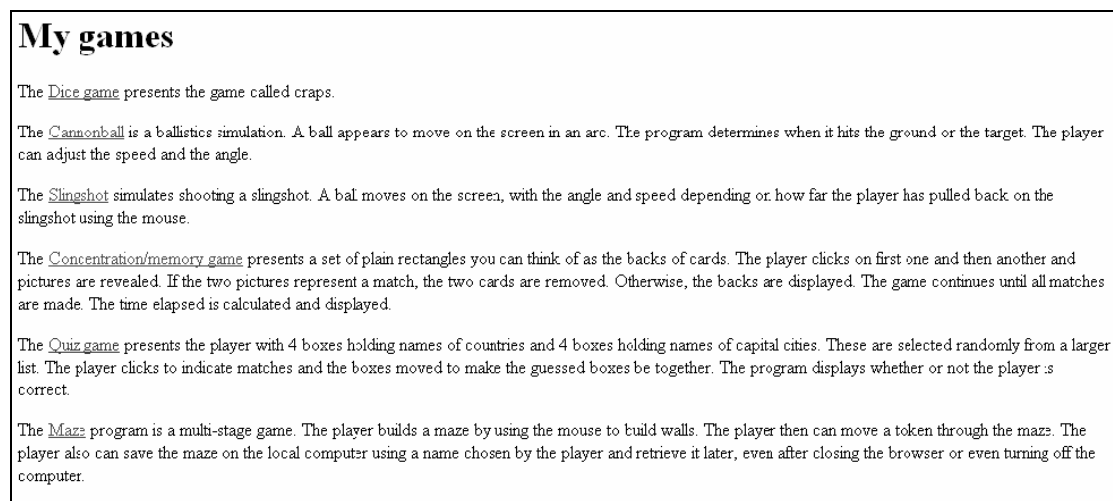 My games
The Dice game presents the game called craps.
The Cannonball is a ballistics simulation. A ball appears to move on the screen in an arc. The program determines when it hits the ground or the target. The player
can adjust the speed and the angle.
The Slingshot simulates shooting a slingshot. A ball moves on the screen, with the angle and speed depending on how far the player has pulled back on the
slingshot using the mouse.
The Concentration/memory game presents a set of plain rectangles you can think of as the backs of cards. The player clicks on first one and then another and
pictures are revealed. If the two pictures represent a match, the two cards are removed. Otherwise, the backs are displayed. The game continues until all matches
are made. The time elapsed is calculated and displayed.
The Quiz game presents the player with 4 boxes holding names of countries and 4 boxes holding names of capital cities. These are selected randomly from a larger
list. The player clicks to indicate matches and the boxes moved to make the guessed boxes be together. The program displays whether or not the player is
correct.
The Maze program is a multi-stage game. The player builds a maze by using the mouse to build walls. The player then can move a token through the maze. The
player also can save the maze on the local computer using a name chosen by the player and retrieve it later, even after closing the browser or even turning off the
computer.